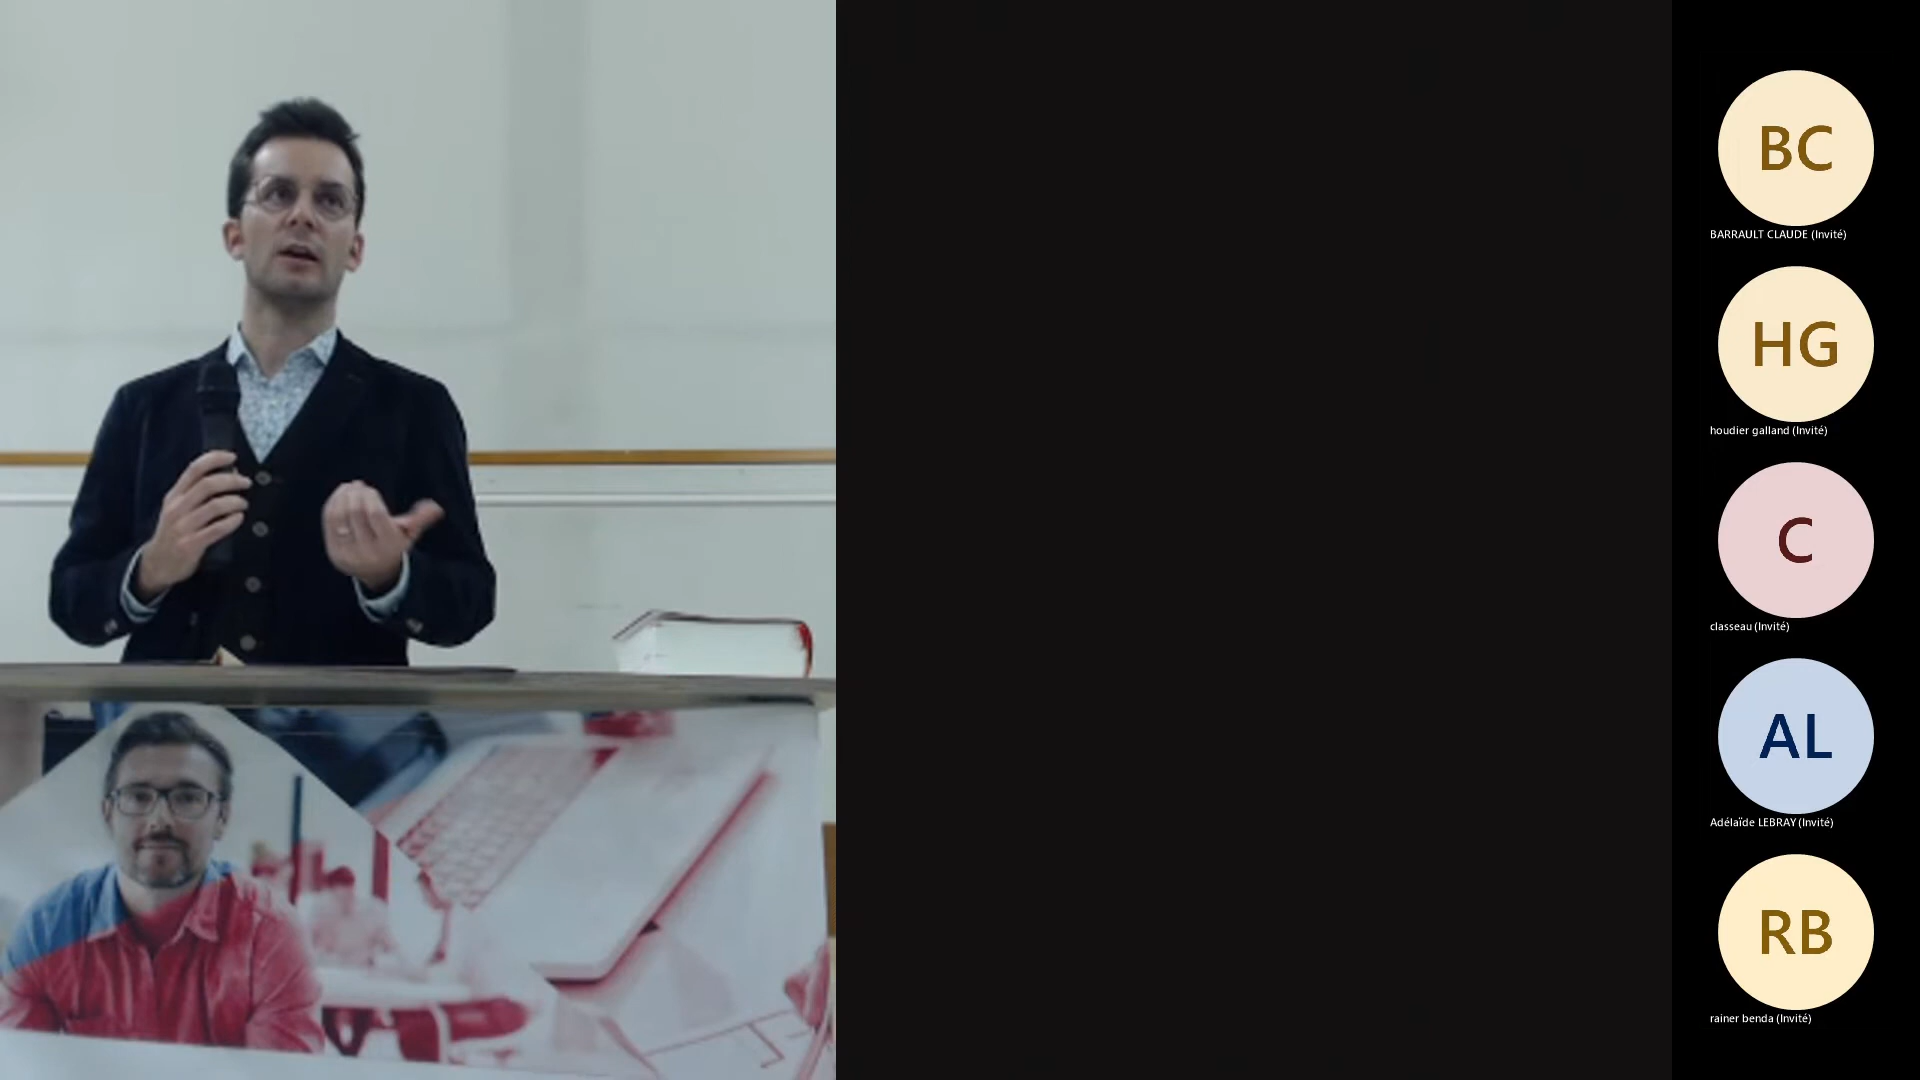 BC
BARRAULT CLAUDE (Invité)
HG
houdier galland (Invité)
C
classeau (Invité)
AL
Adélaïde LEBRAY (Invité)
RB
rainer benda (Invité)